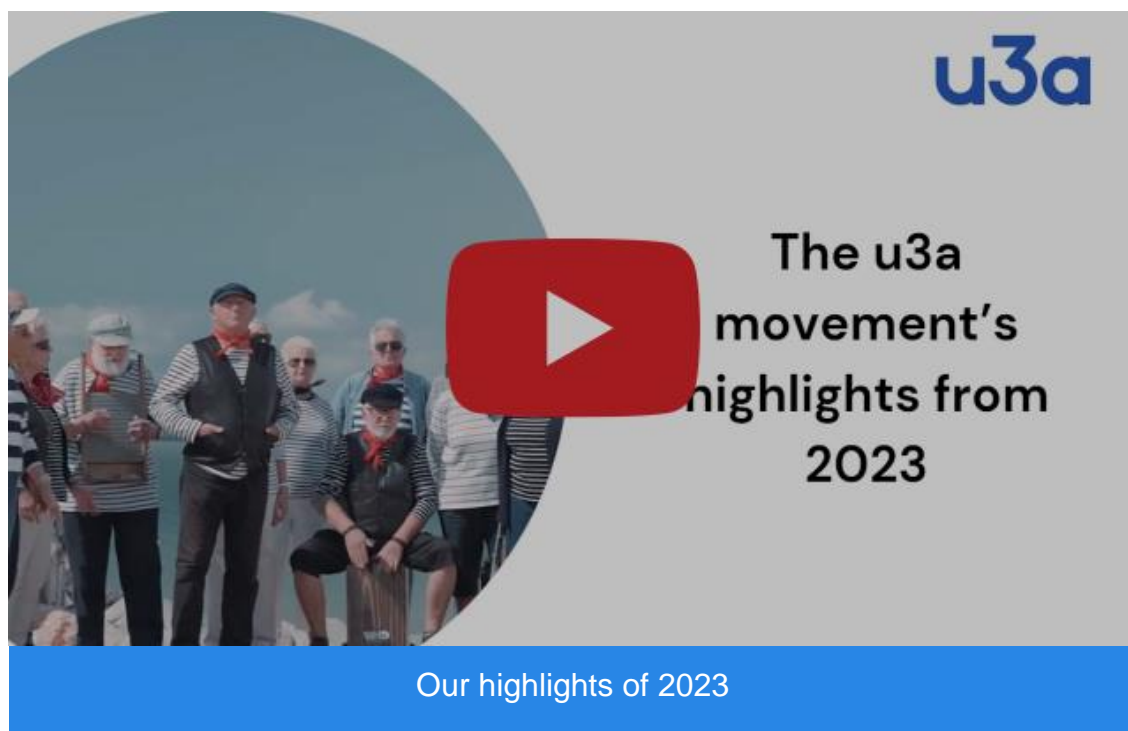 u3a
The u3a
movement's
highlights from
2023
Our highlights of 2023